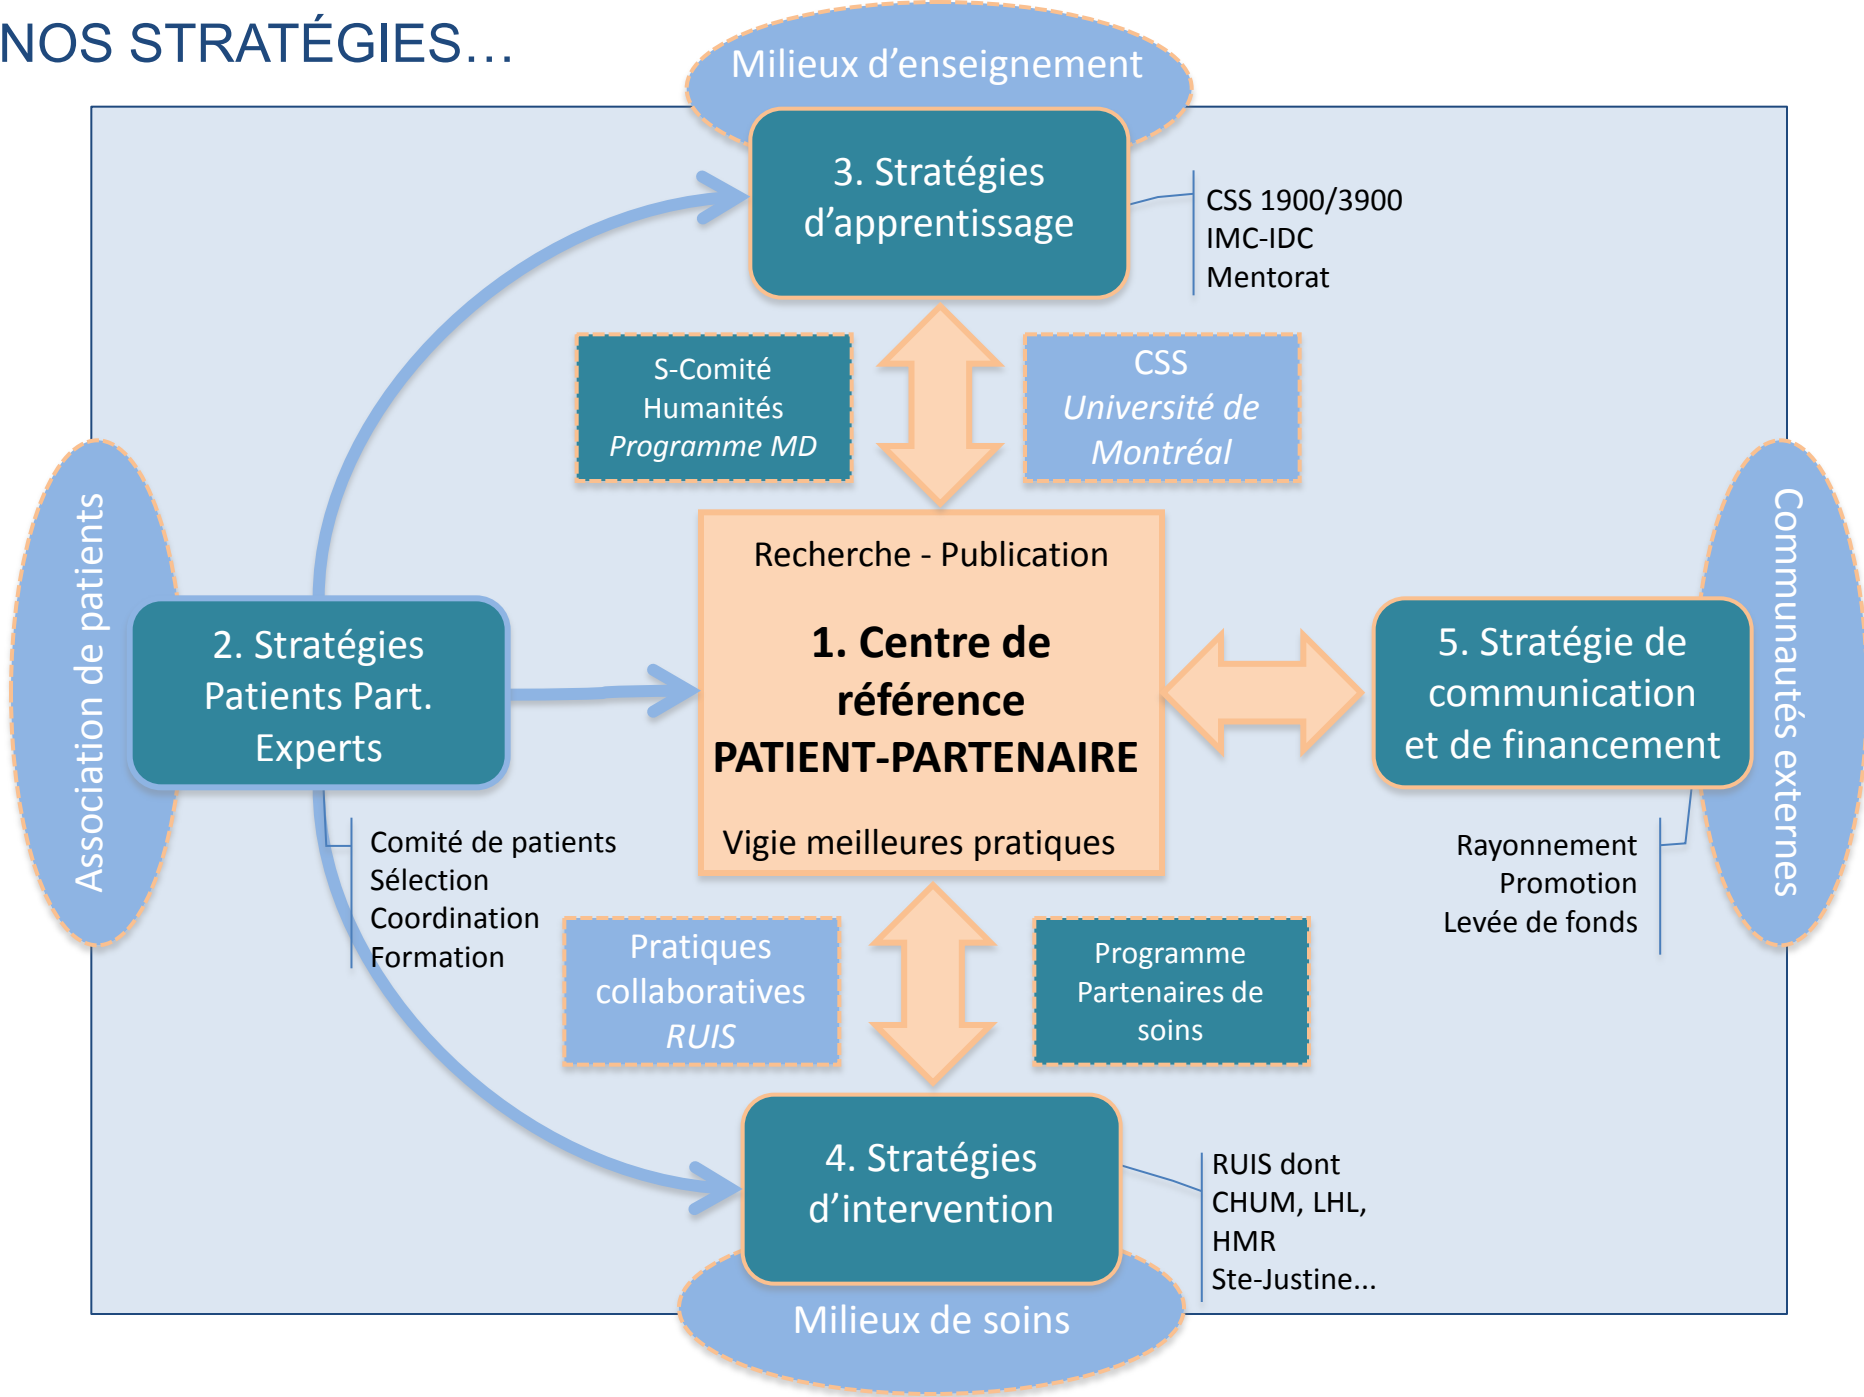 NOS STRATÉGIES…
Milieux d’enseignement
3. Stratégies
d’apprentissage
CSS 1900/3900
IMC-IDC
Mentorat
S-Comité
Humanités
Programme MD
CSS
Université de
Montréal
Association de patients
2. Stratégies
Patients Part.
Experts
Comité de patients
Sélection
Coordination
Formation
Recherche - Publication
1. Centre de
référence
PATIENT-PARTENAIRE
Vigie meilleures pratiques
5. Stratégie de
communication
et de financement
Communautés externes
Rayonnement
Promotion
Levée de fonds
Pratiques
collaboratives
RUIS
Programme
Partenaires de
soins
4. Stratégies
d’intervention
RUIS dont
CHUM, LHL,
HMR
Ste-Justine...
Milieux de soins